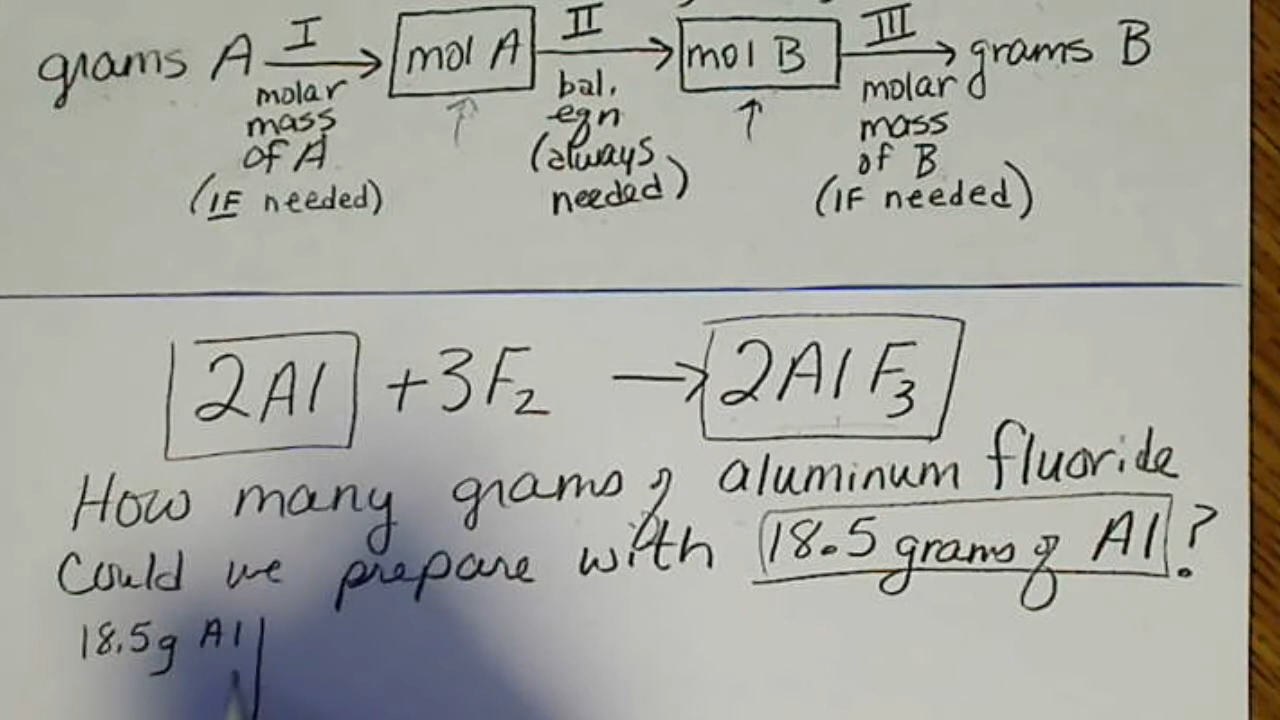 grams A I → mol A II → mol B III → grams B
molar mass of A (IF needed)
bal. eqn (always needed)
molar mass of B (IF needed)
2Al + 3F₂ → 2AlF₃
How many grams of aluminum fluoride
Could we prepare with 18.5 grams of Al?
18.5g Al